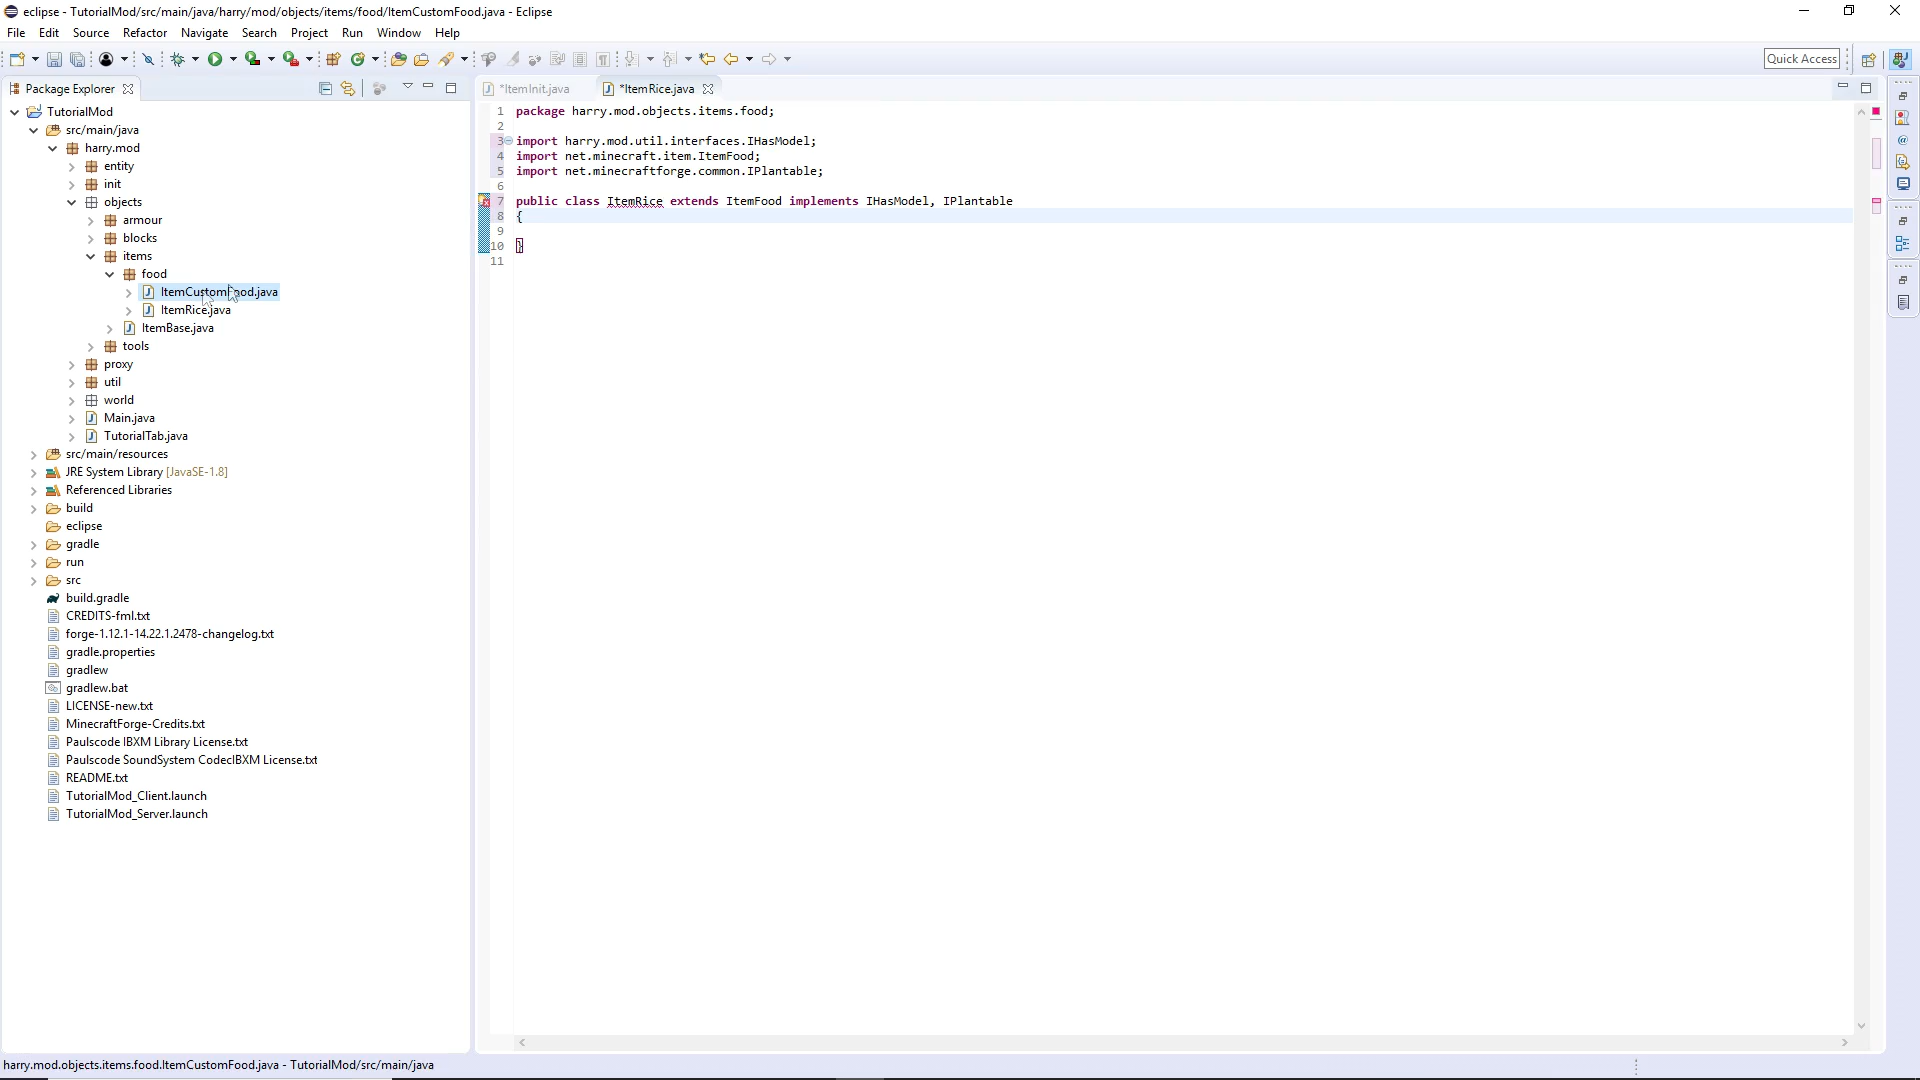 eclipse - TutorialMod/src/main/java/harry/mod/objects/items/food/ItemCustomFood.java - Eclipse
File Edit Source Refactor Navigate Search Project Run Window Help
Quick Access
Package Explorer
*ItemInit.java
*ItemRice.java
TutorialMod
src/main/java
harry.mod
entity
init
objects
armour
blocks
items
food
ItemCustomFood.java
ItemRice.java
ItemBase.java
tools
proxy
util
world
Main.java
TutorialTab.java
src/main/resources
JRE System Library [JavaSE-1.8]
Referenced Libraries
build
eclipse
gradle
run
src
build.gradle
CREDITS-fml.txt
forge-1.12.1-14.22.1.2478-changelog.txt
gradle.properties
gradlew
gradlew.bat
LICENSE-new.txt
MinecraftForge-Credits.txt
Paulscode IBXM Library License.txt
Paulscode SoundSystem CodecIBXM License.txt
README.txt
TutorialMod_Client.launch
TutorialMod_Server.launch
1 package harry.mod.objects.items.food;
2
3 import harry.mod.util.interfaces.IHasModel;
4 import net.minecraft.item.ItemFood;
5 import net.minecraftforge.common.IPlantable;
6
7 public class ItemRice extends ItemFood implements IHasModel, IPlantable
8 {
9
10 }
11
harry.mod.objects.items.food.ItemCustomFood.java - TutorialMod/src/main/java